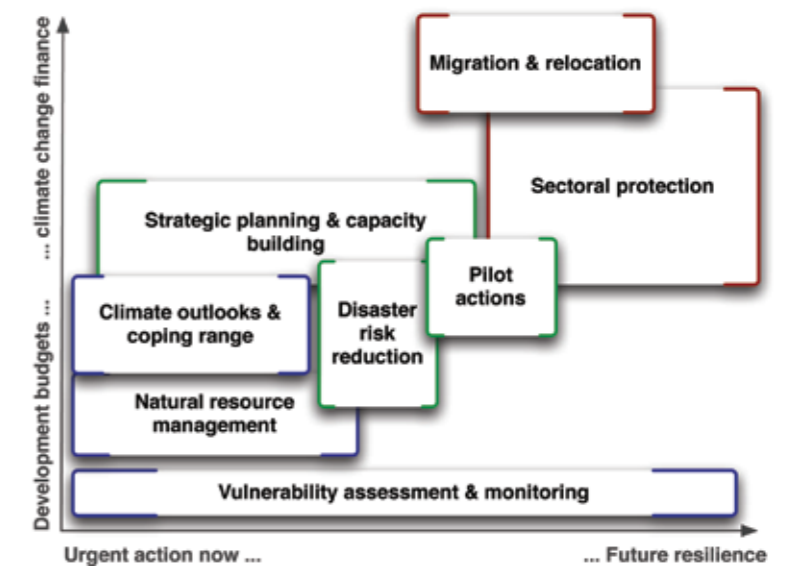 Migration & relocation
Sectoral protection
Strategic planning & capacity
building
Pilot
actions
Climate outlooks &
coping range
Disaster
risk
reduction
Natural resource
management
Vulnerability assessment & monitoring
Development budgets ... ... climate change finance
Urgent action now ... ... Future resilience